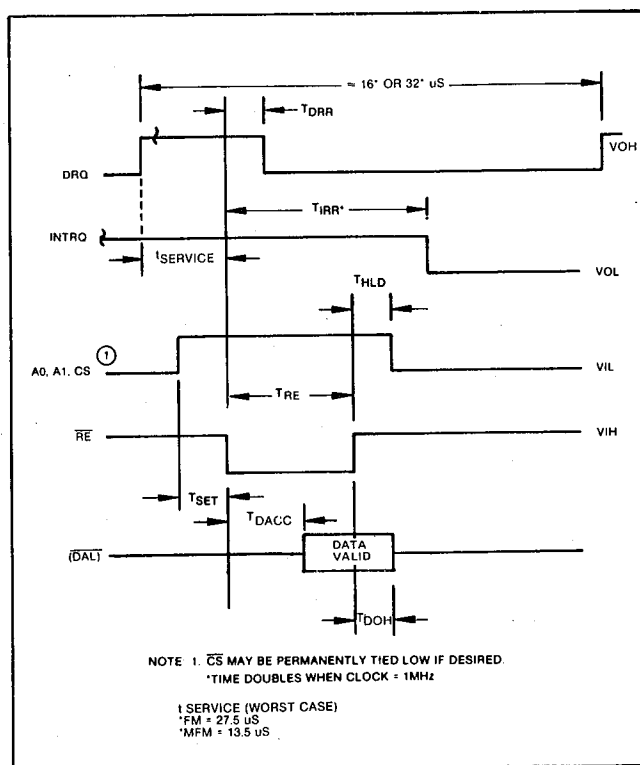 ≈ 16* OR 32* uS
TDRR
VOH
DRQ
TIRR*
INTRQ
tSERVICE
VOL
THLD
1
A0, A1, CS
VIL
TRE
RE
VIH
TSET
TDACC
(DAL)
DATA
VALID
TDOH
NOTE 1. CS MAY BE PERMANENTLY TIED LOW IF DESIRED.
*TIME DOUBLES WHEN CLOCK = 1MHz
t SERVICE (WORST CASE)
*FM = 27.5 uS
*MFM = 13.5 uS